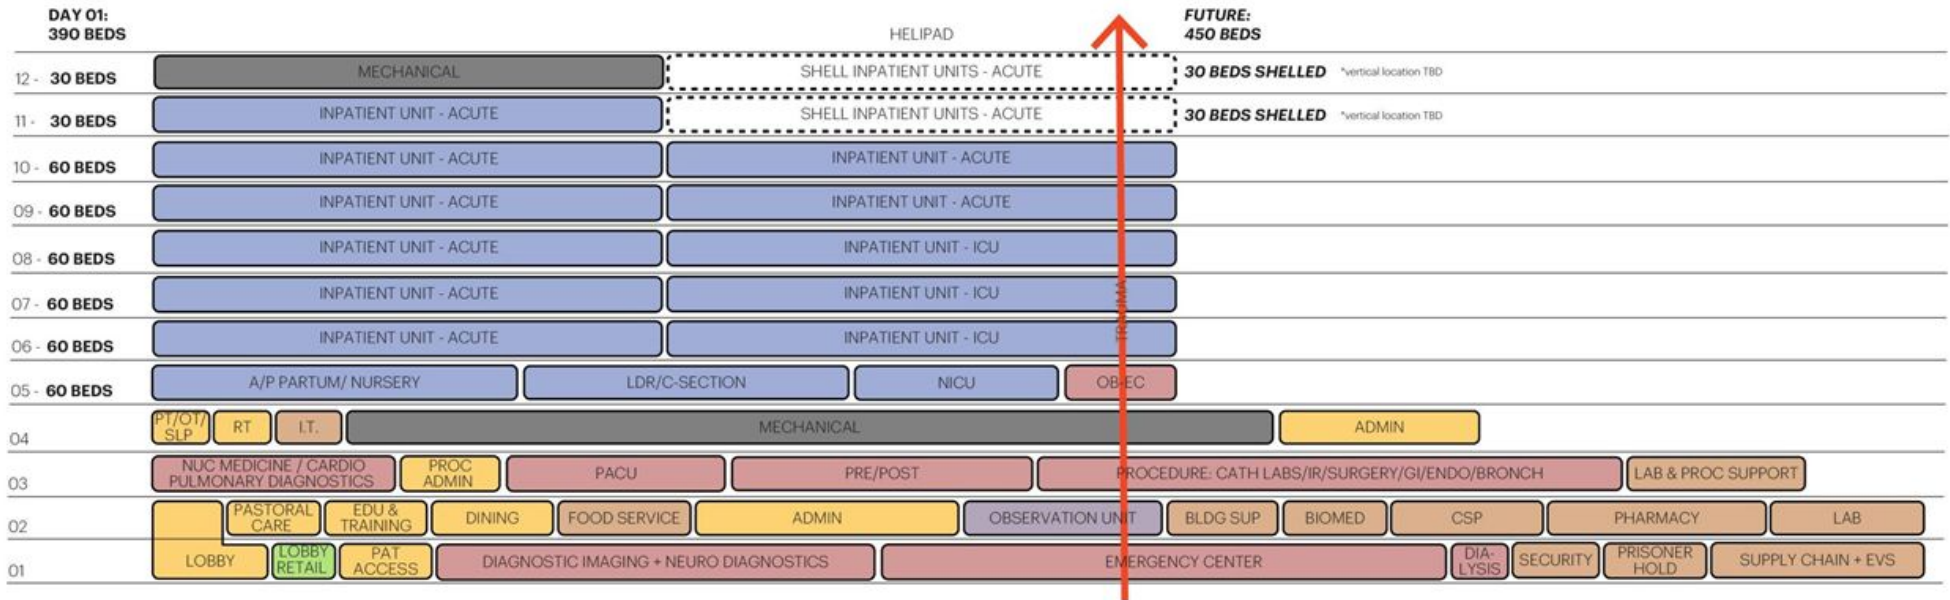 DAY 01:
390 BEDS
HELIPAD
FUTURE:
450 BEDS
12 - 30 BEDS
MECHANICAL
SHELL INPATIENT UNITS - ACUTE
30 BEDS SHELLED *vertical location TBD
11 - 30 BEDS
INPATIENT UNIT - ACUTE
SHELL INPATIENT UNITS - ACUTE
30 BEDS SHELLED *vertical location TBD
10 - 60 BEDS
INPATIENT UNIT - ACUTE
INPATIENT UNIT - ACUTE
09 - 60 BEDS
INPATIENT UNIT - ACUTE
INPATIENT UNIT - ACUTE
08 - 60 BEDS
INPATIENT UNIT - ACUTE
INPATIENT UNIT - ICU
07 - 60 BEDS
INPATIENT UNIT - ACUTE
INPATIENT UNIT - ICU
TRAUMA
06 - 60 BEDS
INPATIENT UNIT - ACUTE
INPATIENT UNIT - ICU
05 - 60 BEDS
A/P PARTUM/ NURSERY
LDR/C-SECTION
NICU
OB-EC
04
PT/OT/
SLP
RT
I.T.
MECHANICAL
ADMIN
03
NUC MEDICINE / CARDIO
PULMONARY DIAGNOSTICS
PROC
ADMIN
PACU
PRE/POST
PROCEDURE: CATH LABS/IR/SURGERY/GI/ENDO/BRONCH
LAB & PROC SUPPORT
02
PASTORAL
CARE
EDU &
TRAINING
DINING
FOOD SERVICE
ADMIN
OBSERVATION UNIT
BLDG SUP
BIOMED
CSP
PHARMACY
LAB
01
LOBBY
LOBBY
RETAIL
PAT
ACCESS
DIAGNOSTIC IMAGING + NEURO DIAGNOSTICS
EMERGENCY CENTER
DIA-
LYSIS
SECURITY
PRISONER
HOLD
SUPPLY CHAIN + EVS